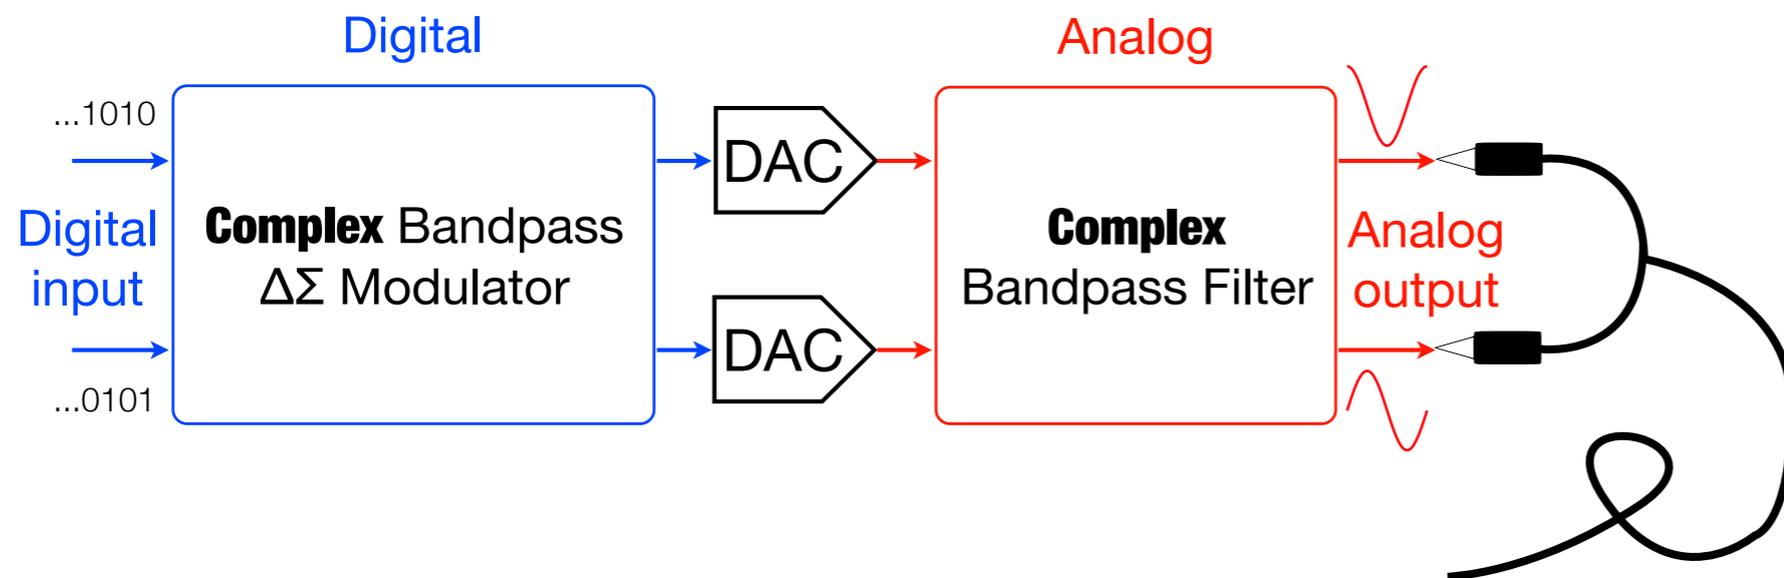 Digital
Analog
...1010
Digital
input
...0101
Complex Bandpass
ΔΣ Modulator
DAC
DAC
Complex
Bandpass Filter
Analog
output